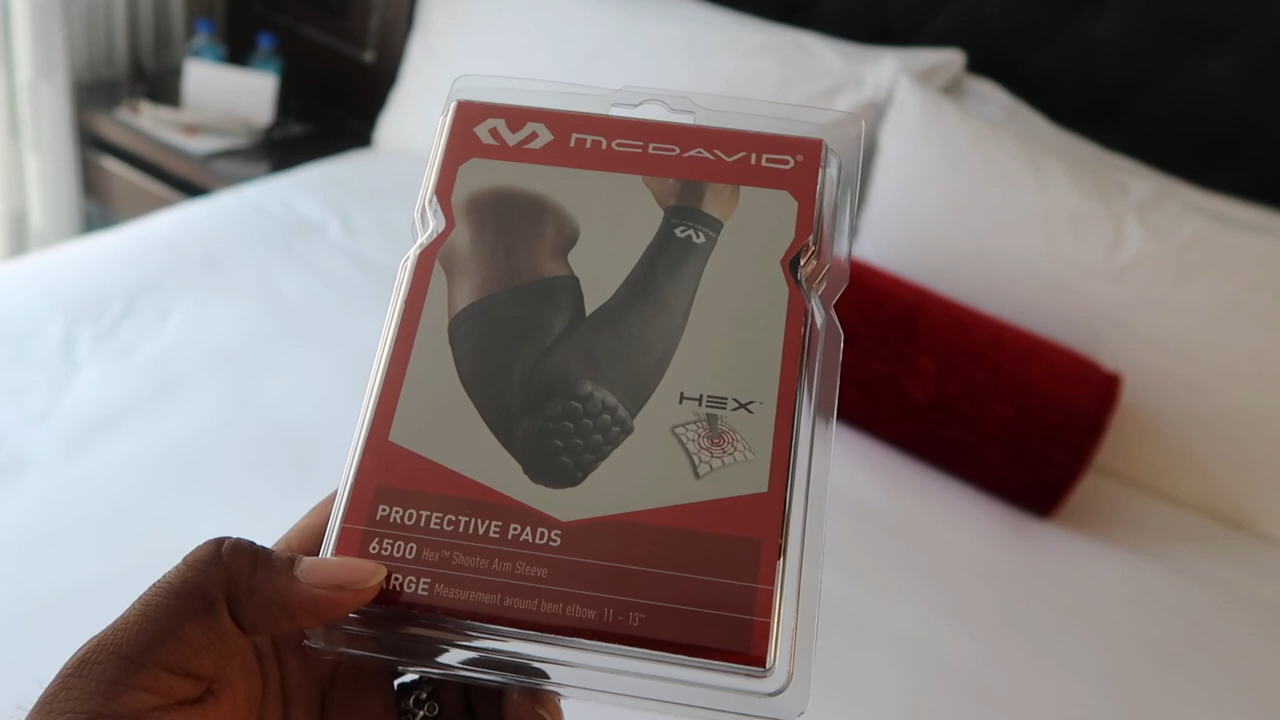 McDAVID®
HEX™
PROTECTIVE PADS
6500 Hex™ Shooter Arm Sleeve
ARGE Measurement around bent elbow: 11 – 13"